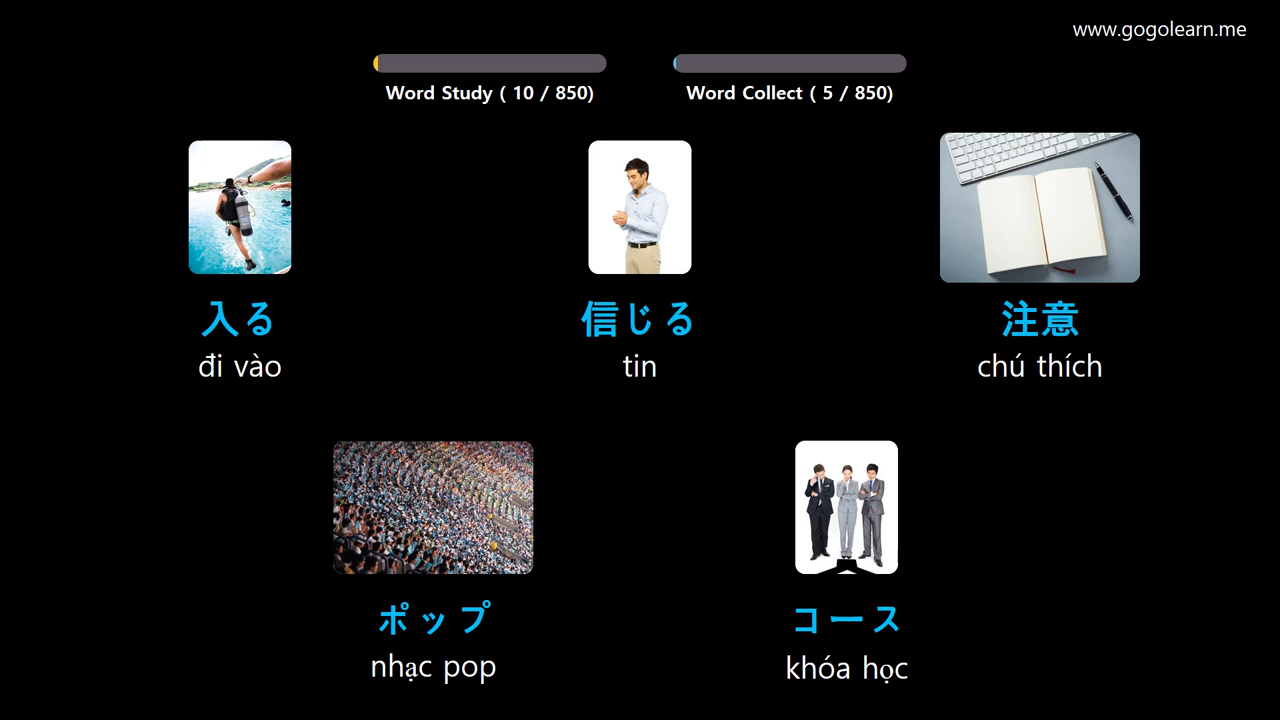 www.gogolearn.me
Word Study ( 10 / 850)
Word Collect ( 5 / 850)
入る
đi vào
信じる
tin
注意
chú thích
ポップ
nhạc pop
コース
khóa học